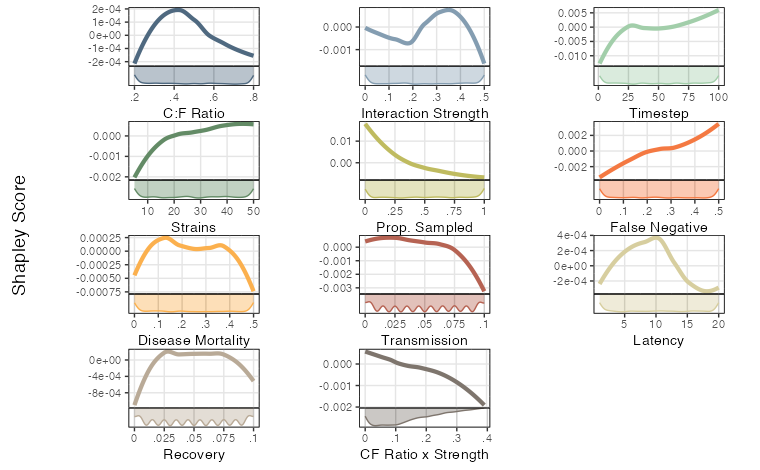 Shapley Score
2e-04
1e-04
0e+00
-1e-04
-2e-04
.2 .4 .6 .8
C:F Ratio
0.000
-0.001
0 .1 .2 .3 .4 .5
Interaction Strength
0.005
0.000
-0.005
-0.010
0 25 50 75 100
Timestep
0.000
-0.001
-0.002
10 20 30 40 50
Strains
0.01
0.00
0 .25 .5 .75 1
Prop. Sampled
0.002
0.000
-0.002
0 .1 .2 .3 .4 .5
False Negative
0.00025
0.00000
-0.00025
-0.00050
-0.00075
0 .1 .2 .3 .4 .5
Disease Mortality
0.000
-0.001
-0.002
-0.003
0 .025 .05 .075 .1
Transmission
4e-04
2e-04
0e+00
-2e-04
5 10 15 20
Latency
0e+00
-4e-04
-8e-04
0 .025 .05 .075 .1
Recovery
0.000
-0.001
-0.002
0 .1 .2 .3 .4
CF Ratio x Strength